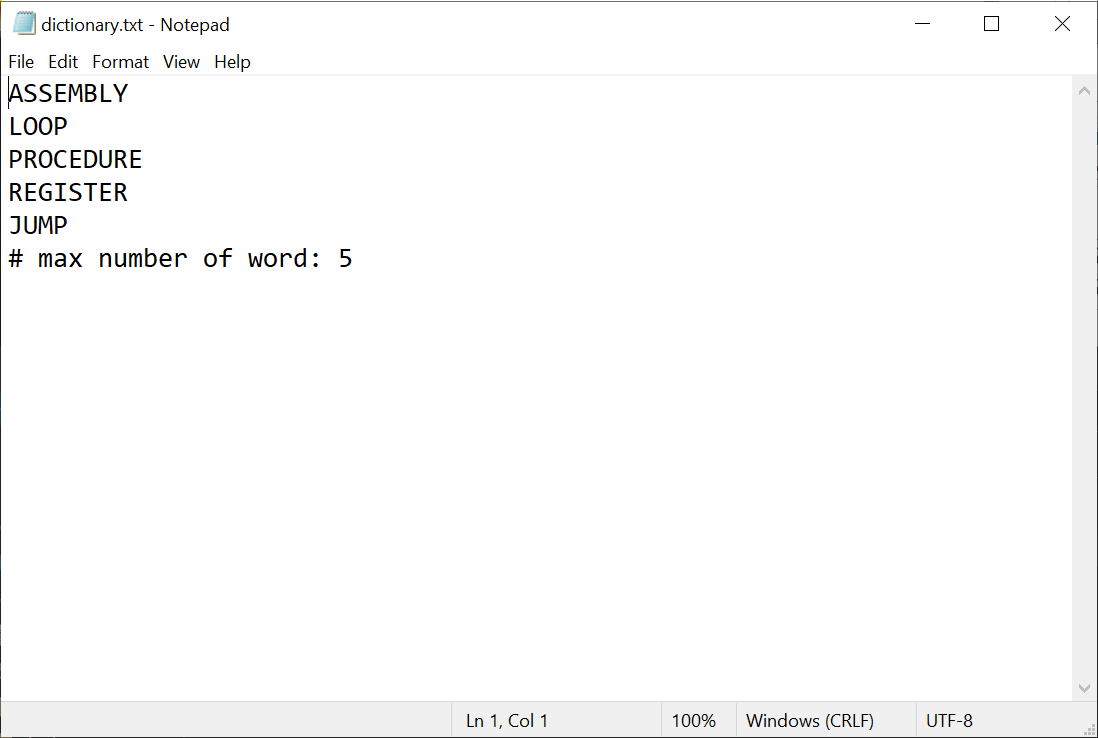 dictionary.txt - Notepad
File Edit Format View Help
ASSEMBLY
LOOP
PROCEDURE
REGISTER
JUMP
# max number of word: 5
Ln 1, Col 1 100% Windows (CRLF) UTF-8